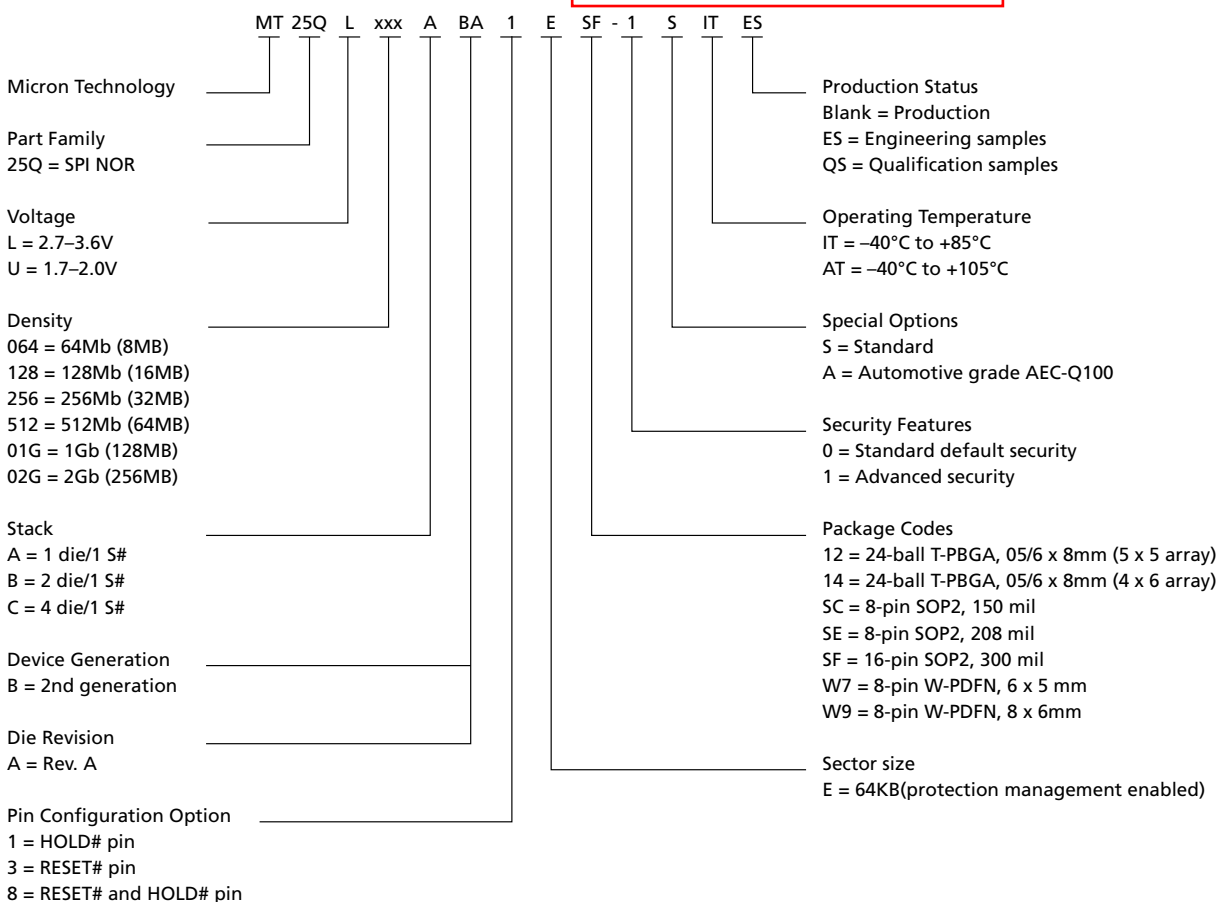 MT 25Q L xxx A BA 1 E SF - 1 S IT ES
Micron Technology
Part Family
25Q = SPI NOR
Voltage
L = 2.7–3.6V
U = 1.7–2.0V
Density
064 = 64Mb (8MB)
128 = 128Mb (16MB)
256 = 256Mb (32MB)
512 = 512Mb (64MB)
01G = 1Gb (128MB)
02G = 2Gb (256MB)
Stack
A = 1 die/1 S#
B = 2 die/1 S#
C = 4 die/1 S#
Device Generation
B = 2nd generation
Die Revision
A = Rev. A
Pin Configuration Option
1 = HOLD# pin
3 = RESET# pin
8 = RESET# and HOLD# pin
Production Status
Blank = Production
ES = Engineering samples
QS = Qualification samples
Operating Temperature
IT = –40°C to +85°C
AT = –40°C to +105°C
Special Options
S = Standard
A = Automotive grade AEC-Q100
Security Features
0 = Standard default security
1 = Advanced security
Package Codes
12 = 24-ball T-PBGA, 05/6 x 8mm (5 x 5 array)
14 = 24-ball T-PBGA, 05/6 x 8mm (4 x 6 array)
SC = 8-pin SOP2, 150 mil
SE = 8-pin SOP2, 208 mil
SF = 16-pin SOP2, 300 mil
W7 = 8-pin W-PDFN, 6 x 5 mm
W9 = 8-pin W-PDFN, 8 x 6mm
Sector size
E = 64KB(protection management enabled)